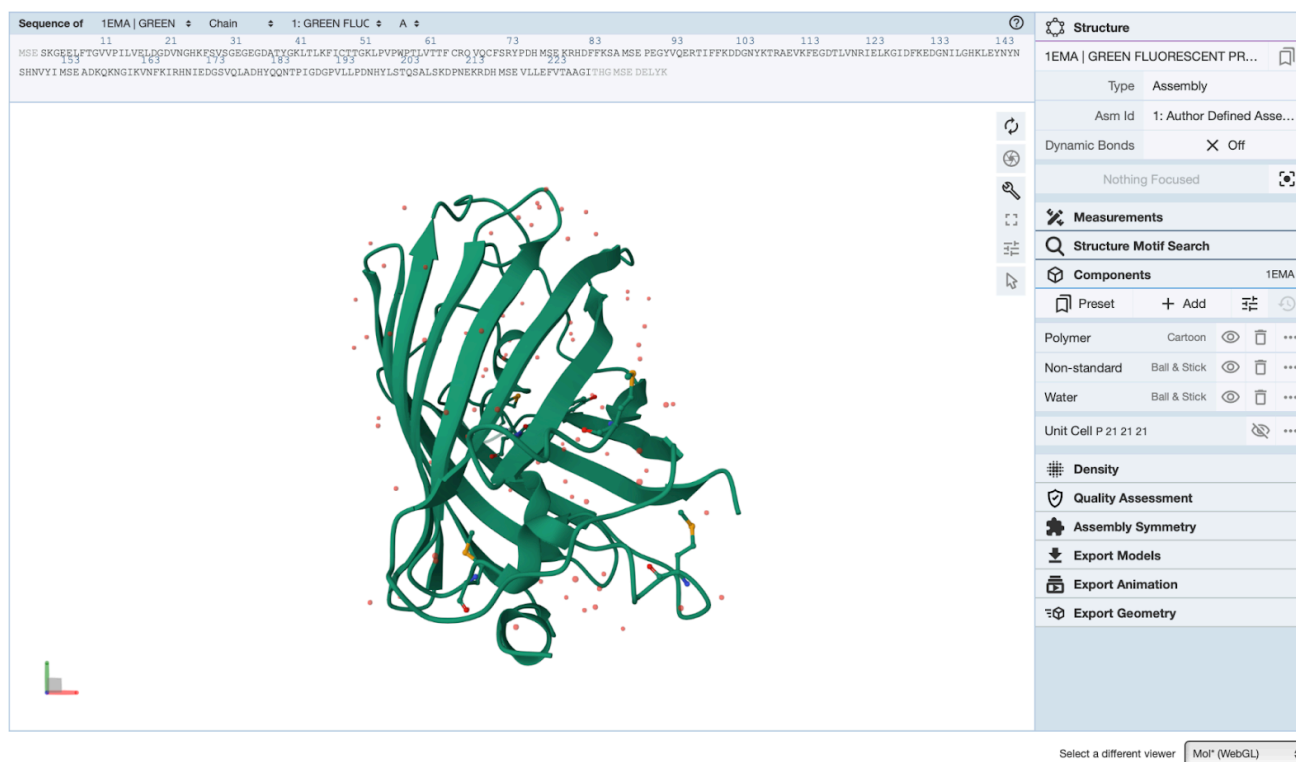 Sequence of 1EMA | GREEN Chain 1: GREEN FLUC A
11 21 31 41 51 61 73 83 93 103 113 123 133 143
MSE SKGEELFTGVVPILVELDGDVNGHKFSVSGEGEGDATYGKLTLKFICTTGKLPVPWPTLVTTF CRO VQCFSRYPDH MSE KRHDFFKSA MSE PEGYVQERTIFFKDDGNYKTRAEVKFEGDTLVNRIELKGIDFKEDGNILGHKLEYNYN
153 163 173 183 193 203 213 223
SHNVYI MSE ADKQKNGIKVNFKIRHNIEDGSVQLADHYQQNTPIGDGPVLLPDNHYLSTQSALSKDPNEKRDH MSE VLLEFVTAAGITHG MSE DELYK
Structure
1EMA | GREEN FLUORESCENT PR...
Type Assembly
Asm Id 1: Author Defined Asse...
Dynamic Bonds Off
Nothing Focused
Measurements
Structure Motif Search
Components 1EMA
Preset + Add
Polymer Cartoon
Non-standard Ball & Stick
Water Ball & Stick
Unit Cell P 21 21 21
Density
Quality Assessment
Assembly Symmetry
Export Models
Export Animation
Export Geometry
Select a different viewer Mol* (WebGL)